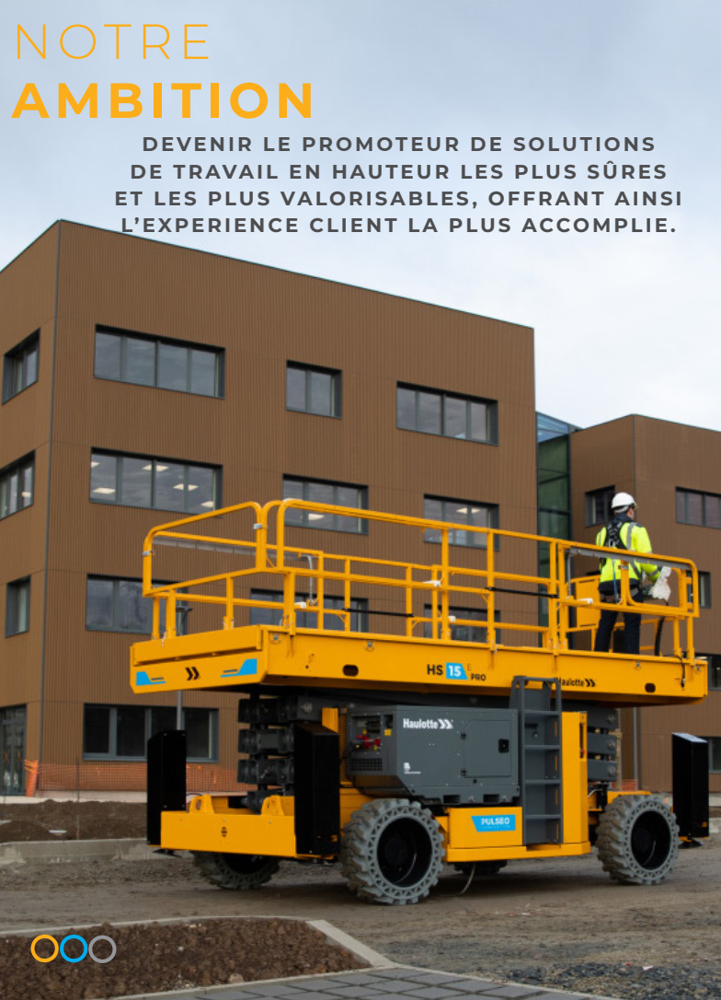 NOTRE
AMBITION
DEVENIR LE PROMOTEUR DE SOLUTIONS
DE TRAVAIL EN HAUTEUR LES PLUS SÛRES
ET LES PLUS VALORISABLES, OFFRANT AINSI
L’EXPERIENCE CLIENT LA PLUS ACCOMPLIE.
HS 15 E PRO
Haulotte
Haulotte
PULSEO